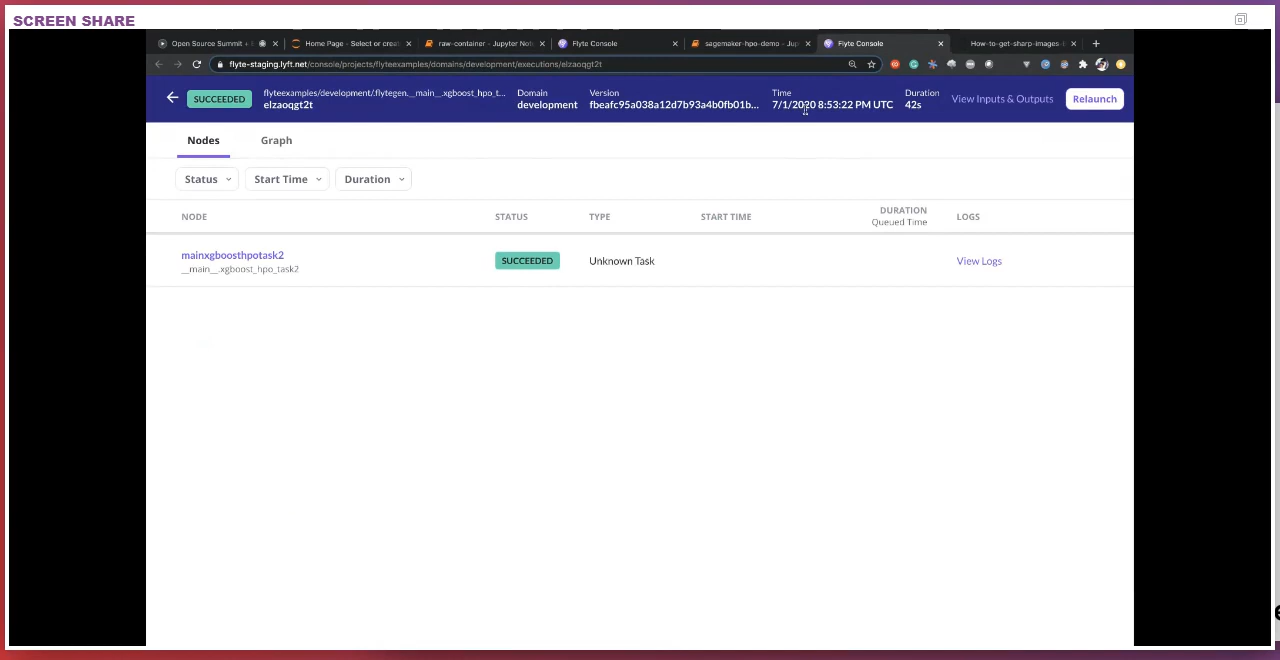 SCREEN SHARE
Open Source Summit +
Home Page - Select or creat
raw-container - Jupyter Not
Flyte Console
sagemaker-hpo-demo - Jup
Flyte Console
How-to-get-sharp-images
flyte-staging.lyft.net/console/projects/flyteexamples/domains/development/executions/elzaoqgt2t
SUCCEEDED
flyteexamples/development/.flytegen.__main__.xgboost_hpo_t...
elzaoqgt2t
Domain
development
Version
fbeafc95a038a12d7b93a4b0fb01b...
Time
7/1/2020 8:53:22 PM UTC
Duration
42s
View Inputs & Outputs
Relaunch
Nodes
Graph
Status
Start Time
Duration
NODE
STATUS
TYPE
START TIME
DURATION
Queued Time
LOGS
mainxgboosthpotask2
__main__.xgboost_hpo_task2
SUCCEEDED
Unknown Task
View Logs